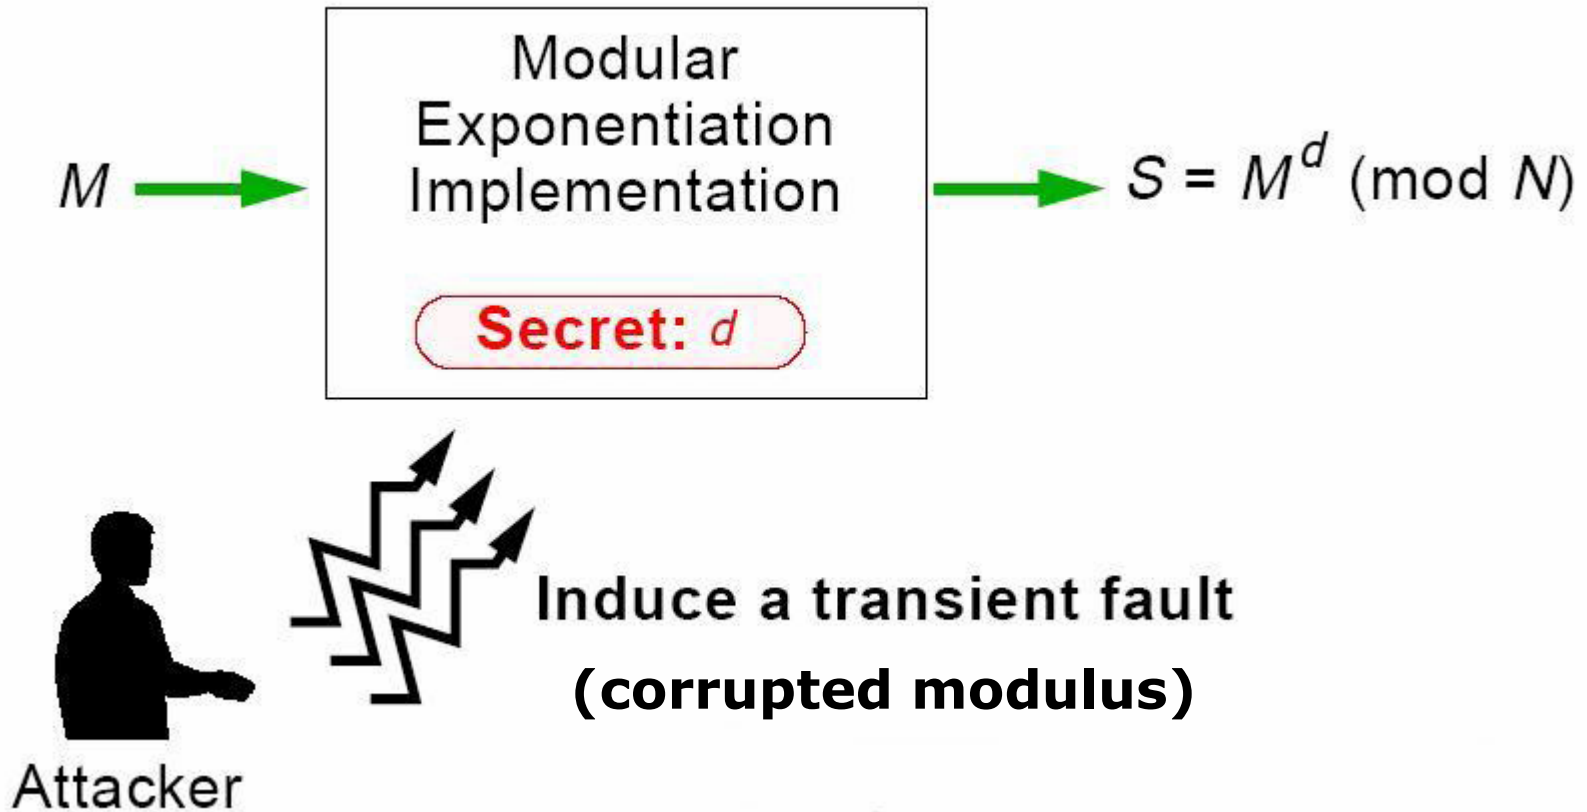 Modular
Exponentiation
Implementation
M
S = M^d (mod N)
Secret: d
Induce a transient fault
(corrupted modulus)
Attacker